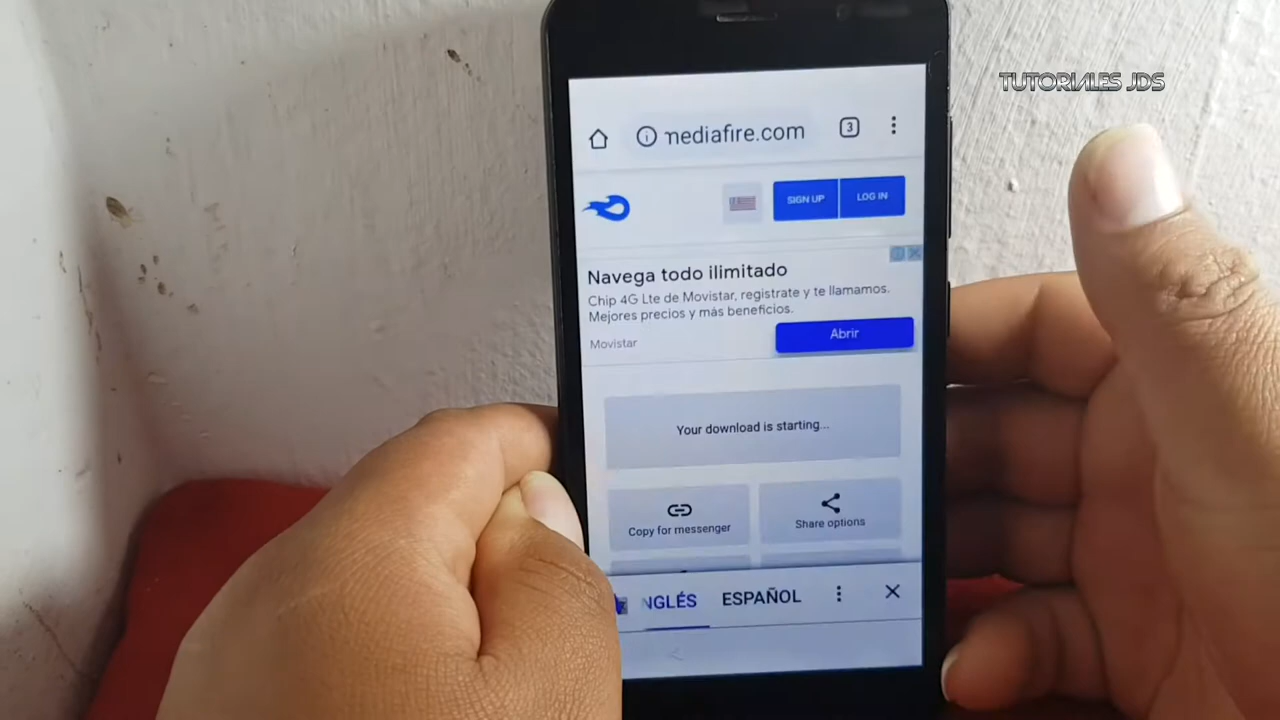 TUTORIALES JDS
mediafire.com
3
SIGN UP
LOG IN
Navega todo ilimitado
Chip 4G Lte de Movistar, registrate y te llamamos.
Mejores precios y más beneficios.
Movistar
Abrir
Your download is starting...
Copy for messenger
Share options
NGLÉS
ESPAÑOL